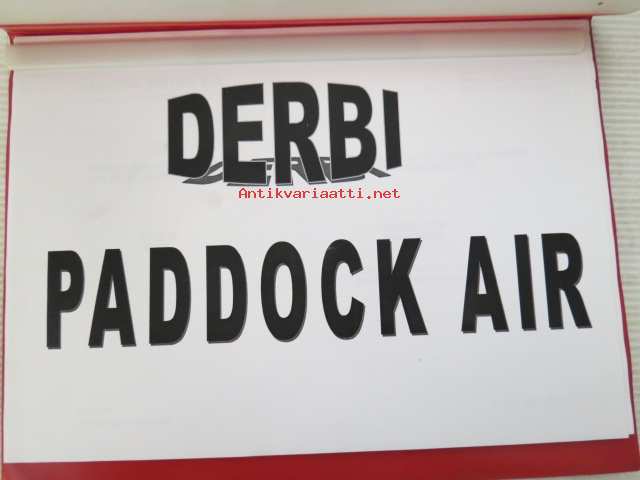 DERBI
Antikvariaatti.net
PADDOCK AIR